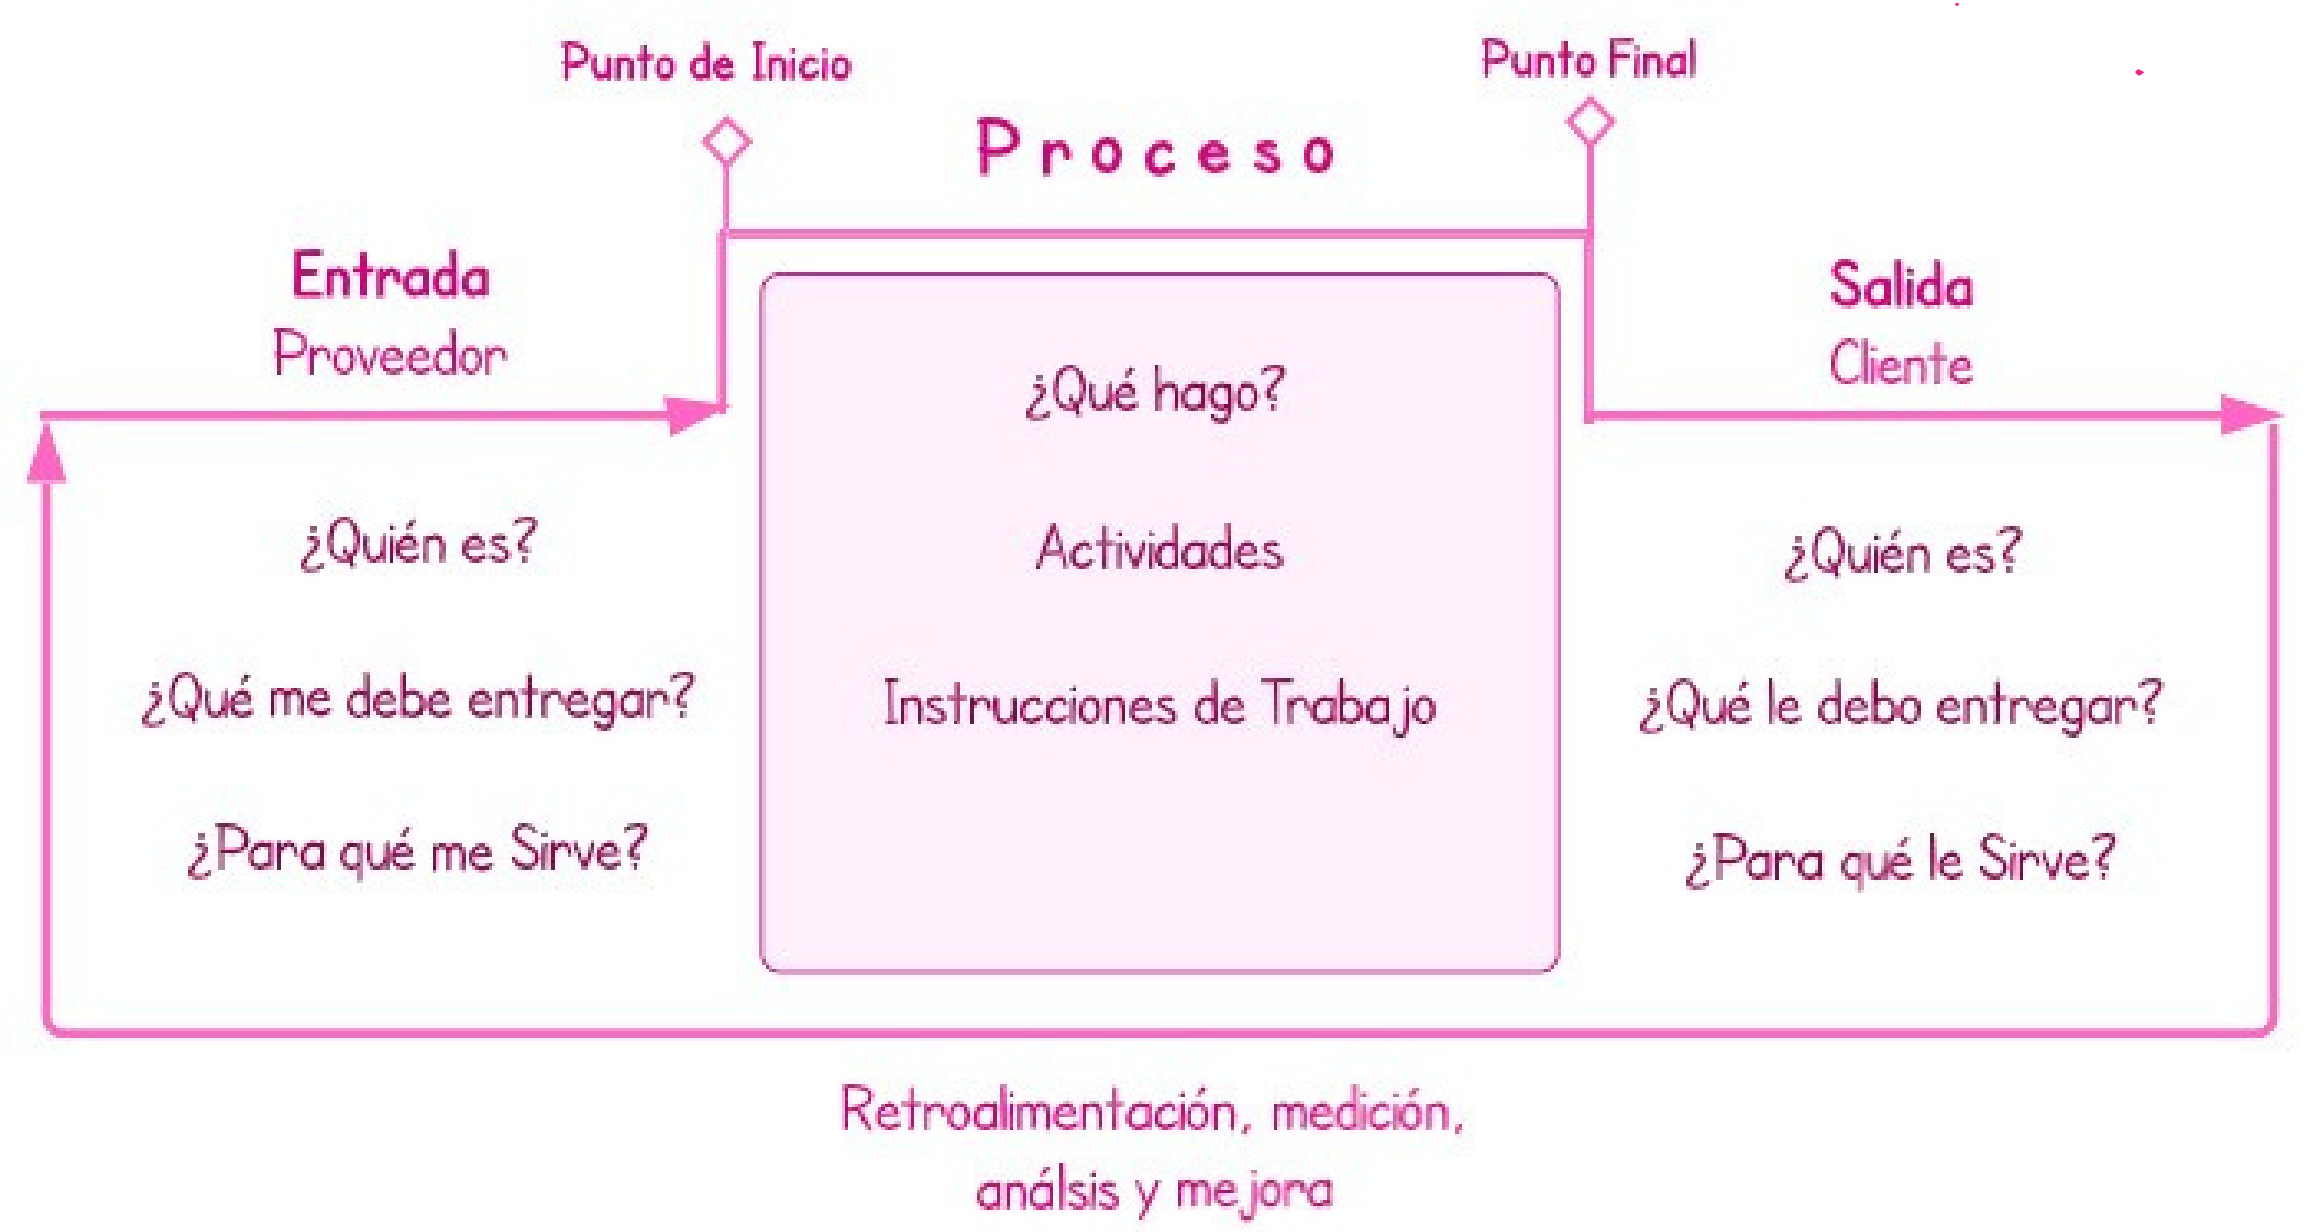 Punto de Inicio
Punto Final
Proceso
Entrada
Proveedor
¿Quién es?
¿Qué me debe entregar?
¿Para qué me Sirve?
¿Qué hago?
Actividades
Instrucciones de Trabajo
Salida
Cliente
¿Quién es?
¿Qué le debo entregar?
¿Para qué le Sirve?
Retroalimentación, medición,
análsis y mejora